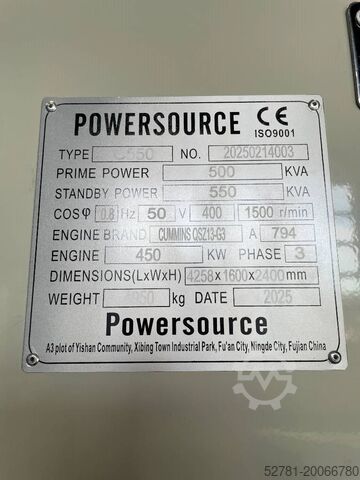 POWERSOURCE CE
ISO9001
TYPE C550 NO. 20250214003
PRIME POWER 500 KVA
STANDBY POWER 550 KVA
COSφ 0.8 Hz 50 V 400 1500 r/min
ENGINE BRAND CUMMINS QSZ13-G3 A 794
ENGINE 450 KW PHASE 3
DIMENSIONS(LxWxH) 4258x1600x2400 mm
WEIGHT kg DATE 2025
Powersource
A3 plot of Yishan Community, Xibing Town Industrial Park, Fu'an City, Ningde City, Fujian China
52781-20066780